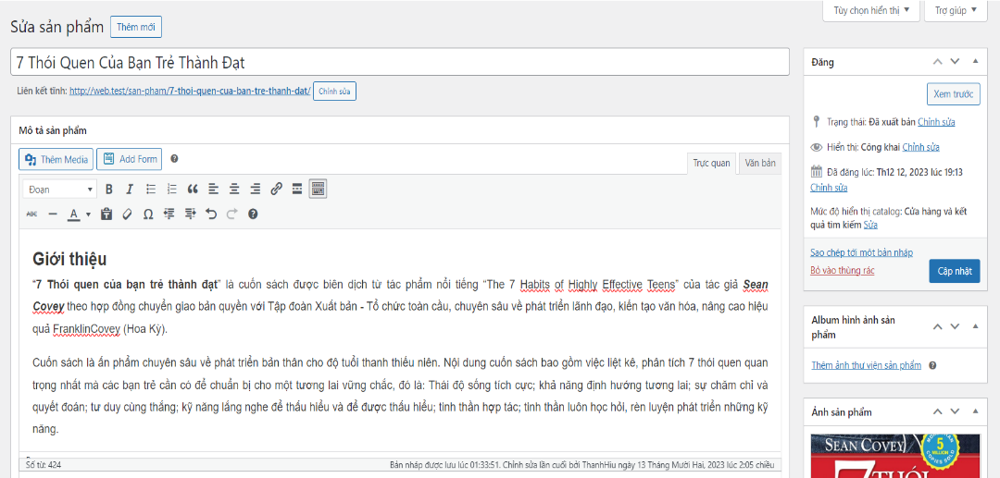 Tùy chọn hiển thị ▼ Trợ giúp ▼
Sửa sản phẩm Thêm mới
7 Thói Quen Của Bạn Trẻ Thành Đạt
Liên kết tĩnh: http://web.test/san-pham/7-thoi-quen-cua-ban-tre-thanh-dat/ Chỉnh sửa
Mô tả sản phẩm
Thêm Media Add Form
Trực quan Văn bản
Đoạn B I
ABC A Ω
Giới thiệu
“7 Thói quen của bạn trẻ thành đạt” là cuốn sách được biên dịch từ tác phẩm nổi tiếng “The 7 Habits of Highly Effective Teens” của tác giả Sean
Covey theo hợp đồng chuyển giao bản quyền với Tập đoàn Xuất bản - Tổ chức toàn cầu, chuyên sâu về phát triển lãnh đạo, kiến tạo văn hóa, nâng cao hiệu
quả FranklinCovey (Hoa Kỳ).
Cuốn sách là ấn phẩm chuyên sâu về phát triển bản thân cho độ tuổi thanh thiếu niên. Nội dung cuốn sách bao gồm việc liệt kê, phân tích 7 thói quen quan
trọng nhất mà các bạn trẻ cần có để chuẩn bị cho một tương lai vững chắc, đó là: Thái độ sống tích cực; khả năng định hướng tương lai; sự chăm chỉ và
quyết đoán; tư duy cùng thắng; kỹ năng lắng nghe để thấu hiểu và để được thấu hiểu; tinh thần hợp tác; tinh thần luôn học hỏi, rèn luyện phát triển những kỹ
năng.
Số từ: 424 Bản nháp được lưu lúc 01:33:51. Chỉnh sửa lần cuối bởi ThanhHiu ngày 13 Tháng Mười Hai, 2023 lúc 2:05 chiều
Đăng
Xem trước
Trạng thái: Đã xuất bản Chỉnh sửa
Hiển thị: Công khai Chỉnh sửa
Đã đăng lúc: Th12 12, 2023 lúc 19:13
Chỉnh sửa
Mức độ hiển thị catalog: Cửa hàng và kết
quả tìm kiếm Sửa
Sao chép tới một bản nháp
Bỏ vào thùng rác Cập nhật
Album hình ảnh sản
phẩm
Thêm ảnh thư viện sản phẩm
Ảnh sản phẩm
SEAN COVEY
5
MILLION
COPIES SOLD
7 THÓI